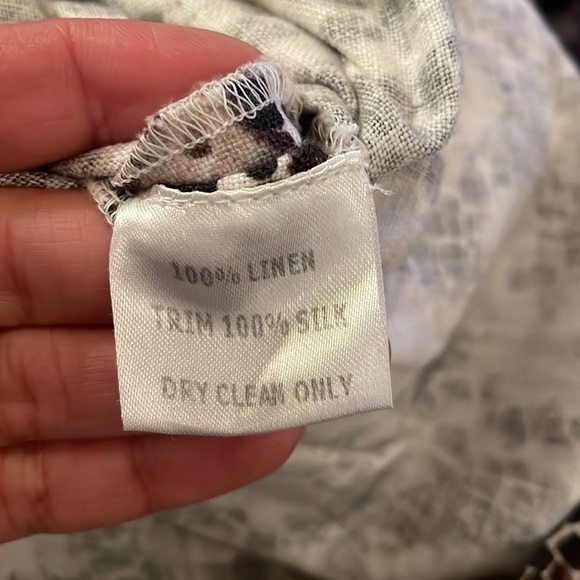 100% LINEN
TRIM 100% SILK
DRY CLEAN ONLY